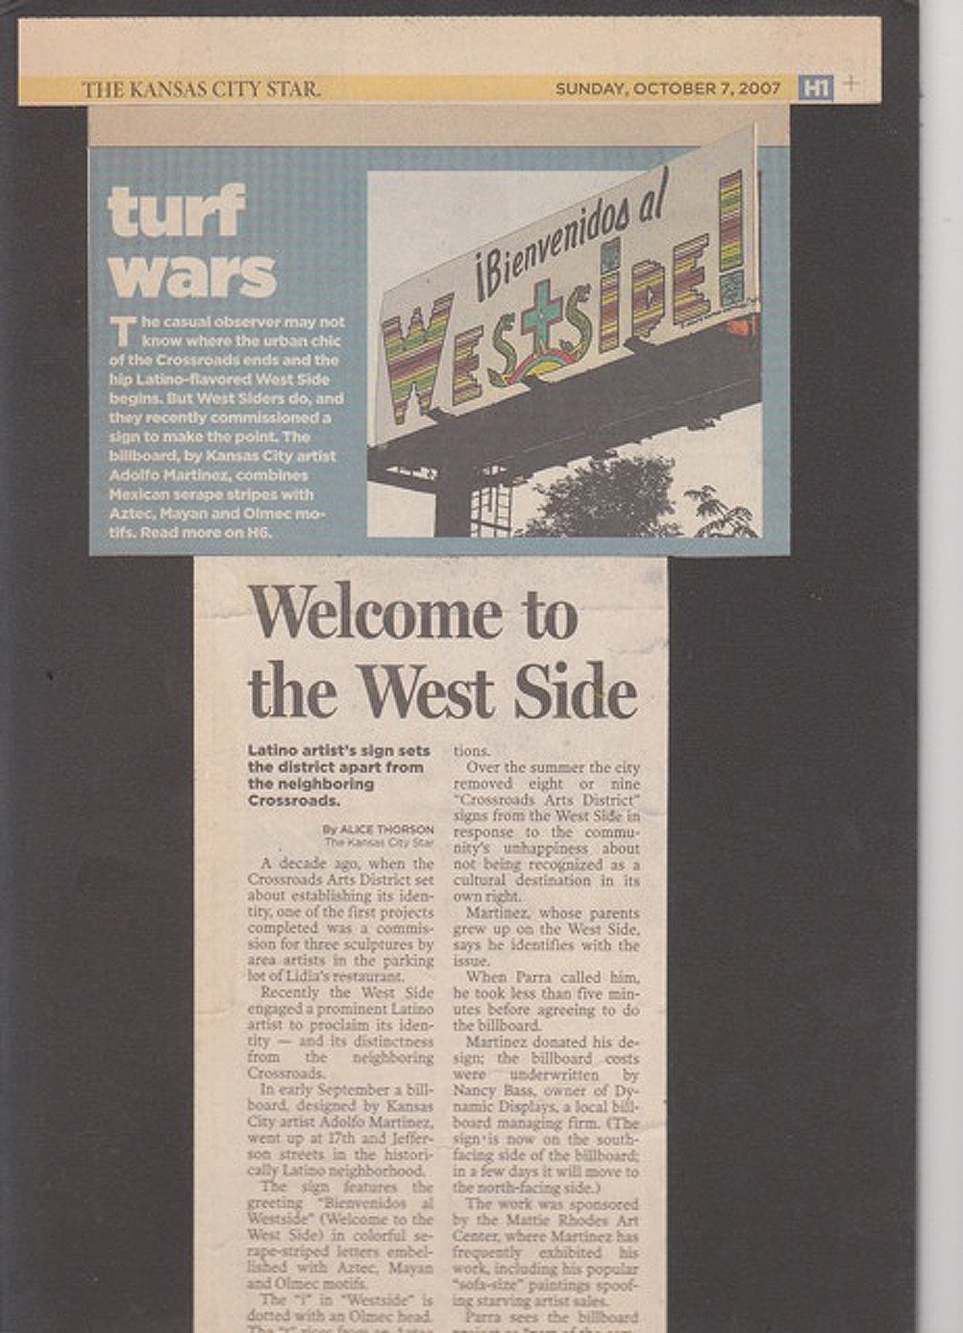 THE KANSAS CITY STAR.
SUNDAY, OCTOBER 7, 2007 H1
turf
wars
The casual observer may not
know where the urban chic
of the Crossroads ends and the
hip Latino-flavored West Side
begins. But West Siders do, and
they recently commissioned a
sign to make the point. The
billboard, by Kansas City artist
Adolfo Martinez, combines
Mexican serape stripes with
Aztec, Mayan and Olmec mo-
tifs. Read more on H6.
¡Bienvenidos al
WESTSIDE!
Welcome to
the West Side
Latino artist's sign sets
the district apart from
the neighboring
Crossroads.
By ALICE THORSON
The Kansas City Star
A decade ago, when the
Crossroads Arts District set
about establishing its iden-
tity, one of the first projects
completed was a commis-
sion for three sculptures by
area artists in the parking
lot of Lidia's restaurant.
Recently the West Side
engaged a prominent Latino
artist to proclaim its iden-
tity — and its distinctness
from the neighboring
Crossroads.
In early September a bill-
board, designed by Kansas
City artist Adolfo Martinez,
went up at 17th and Jeffer-
son streets in the histori-
cally Latino neighborhood.
The sign features the
greeting "Bienvenidos al
Westside" (Welcome to the
West Side) in colorful se-
rape-striped letters embel-
lished with Aztec, Mayan
and Olmec motifs.
The "i" in "Westside" is
dotted with an Olmec head.
The "t" rises from an Aztec
tions.
Over the summer the city
removed eight or nine
"Crossroads Arts District"
signs from the West Side in
response to the commu-
nity's unhappiness about
not being recognized as a
cultural destination in its
own right.
Martinez, whose parents
grew up on the West Side,
says he identifies with the
issue.
When Parra called him,
he took less than five min-
utes before agreeing to do
the billboard.
Martinez donated his de-
sign; the billboard costs
were underwritten by
Nancy Bass, owner of Dy-
namic Displays, a local bill-
board managing firm. (The
sign is now on the south-
facing side of the billboard;
in a few days it will move to
the north-facing side.)
The work was sponsored
by the Mattie Rhodes Art
Center, where Martinez has
frequently exhibited his
work, including his popular
"sofa-size" paintings spoof-
ing starving artist sales.
Parra sees the billboard